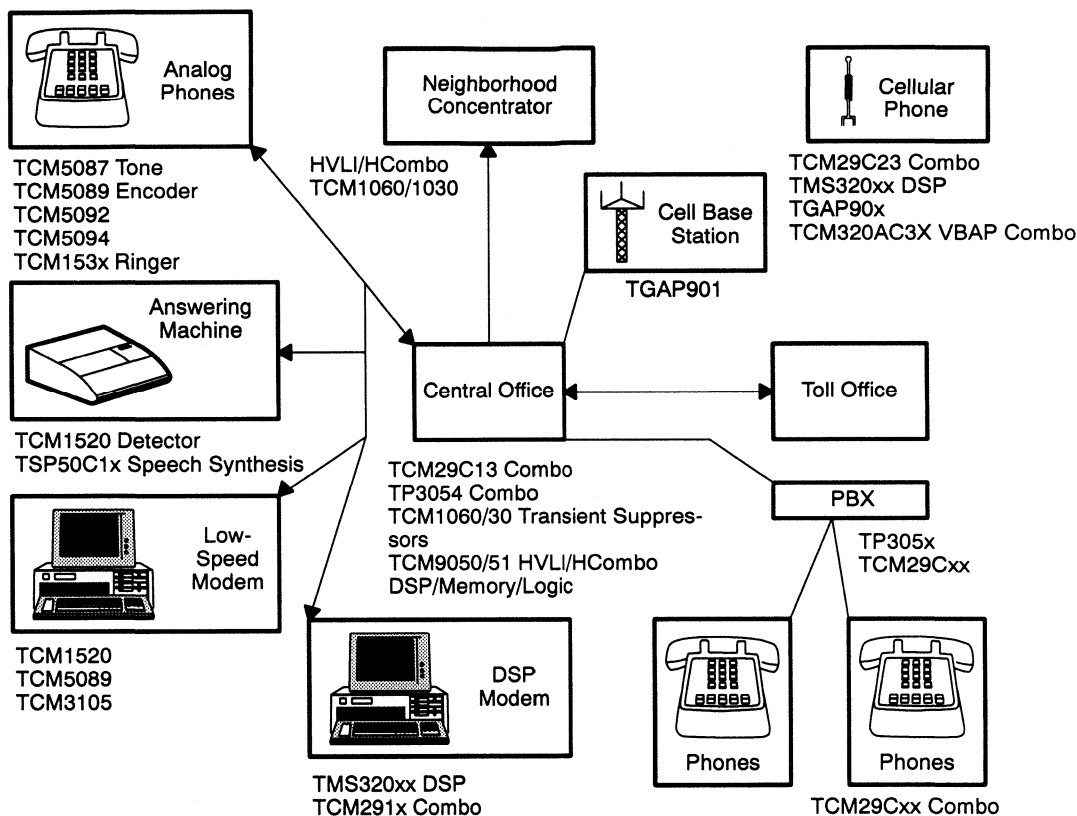 Analog
Phones
TCM5087 Tone
TCM5089 Encoder
TCM5092
TCM5094
TCM153x Ringer
Neighborhood
Concentrator
HVLI/HCombo
TCM1060/1030
Cellular
Phone
TCM29C23 Combo
TMS320xx DSP
TGAP90x
TCM320AC3X VBAP Combo
Cell Base
Station
TGAP901
Answering
Machine
TCM1520 Detector
TSP50C1x Speech Synthesis
Central Office
Toll Office
TCM29C13 Combo
TP3054 Combo
TCM1060/30 Transient Suppres-
sors
TCM9050/51 HVLI/HCombo
DSP/Memory/Logic
PBX
TP305x
TCM29Cxx
Low-
Speed
Modem
TCM1520
TCM5089
TCM3105
DSP
Modem
TMS320xx DSP
TCM291x Combo
Phones
Phones
TCM29Cxx Combo